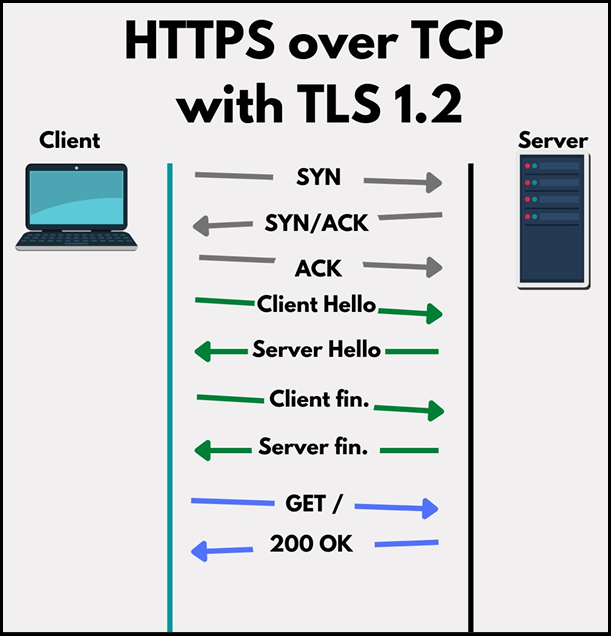 HTTPS over TCP
with TLS 1.2
Client
Server
SYN
SYN/ACK
ACK
Client Hello
Server Hello
Client fin.
Server fin.
GET /
200 OK